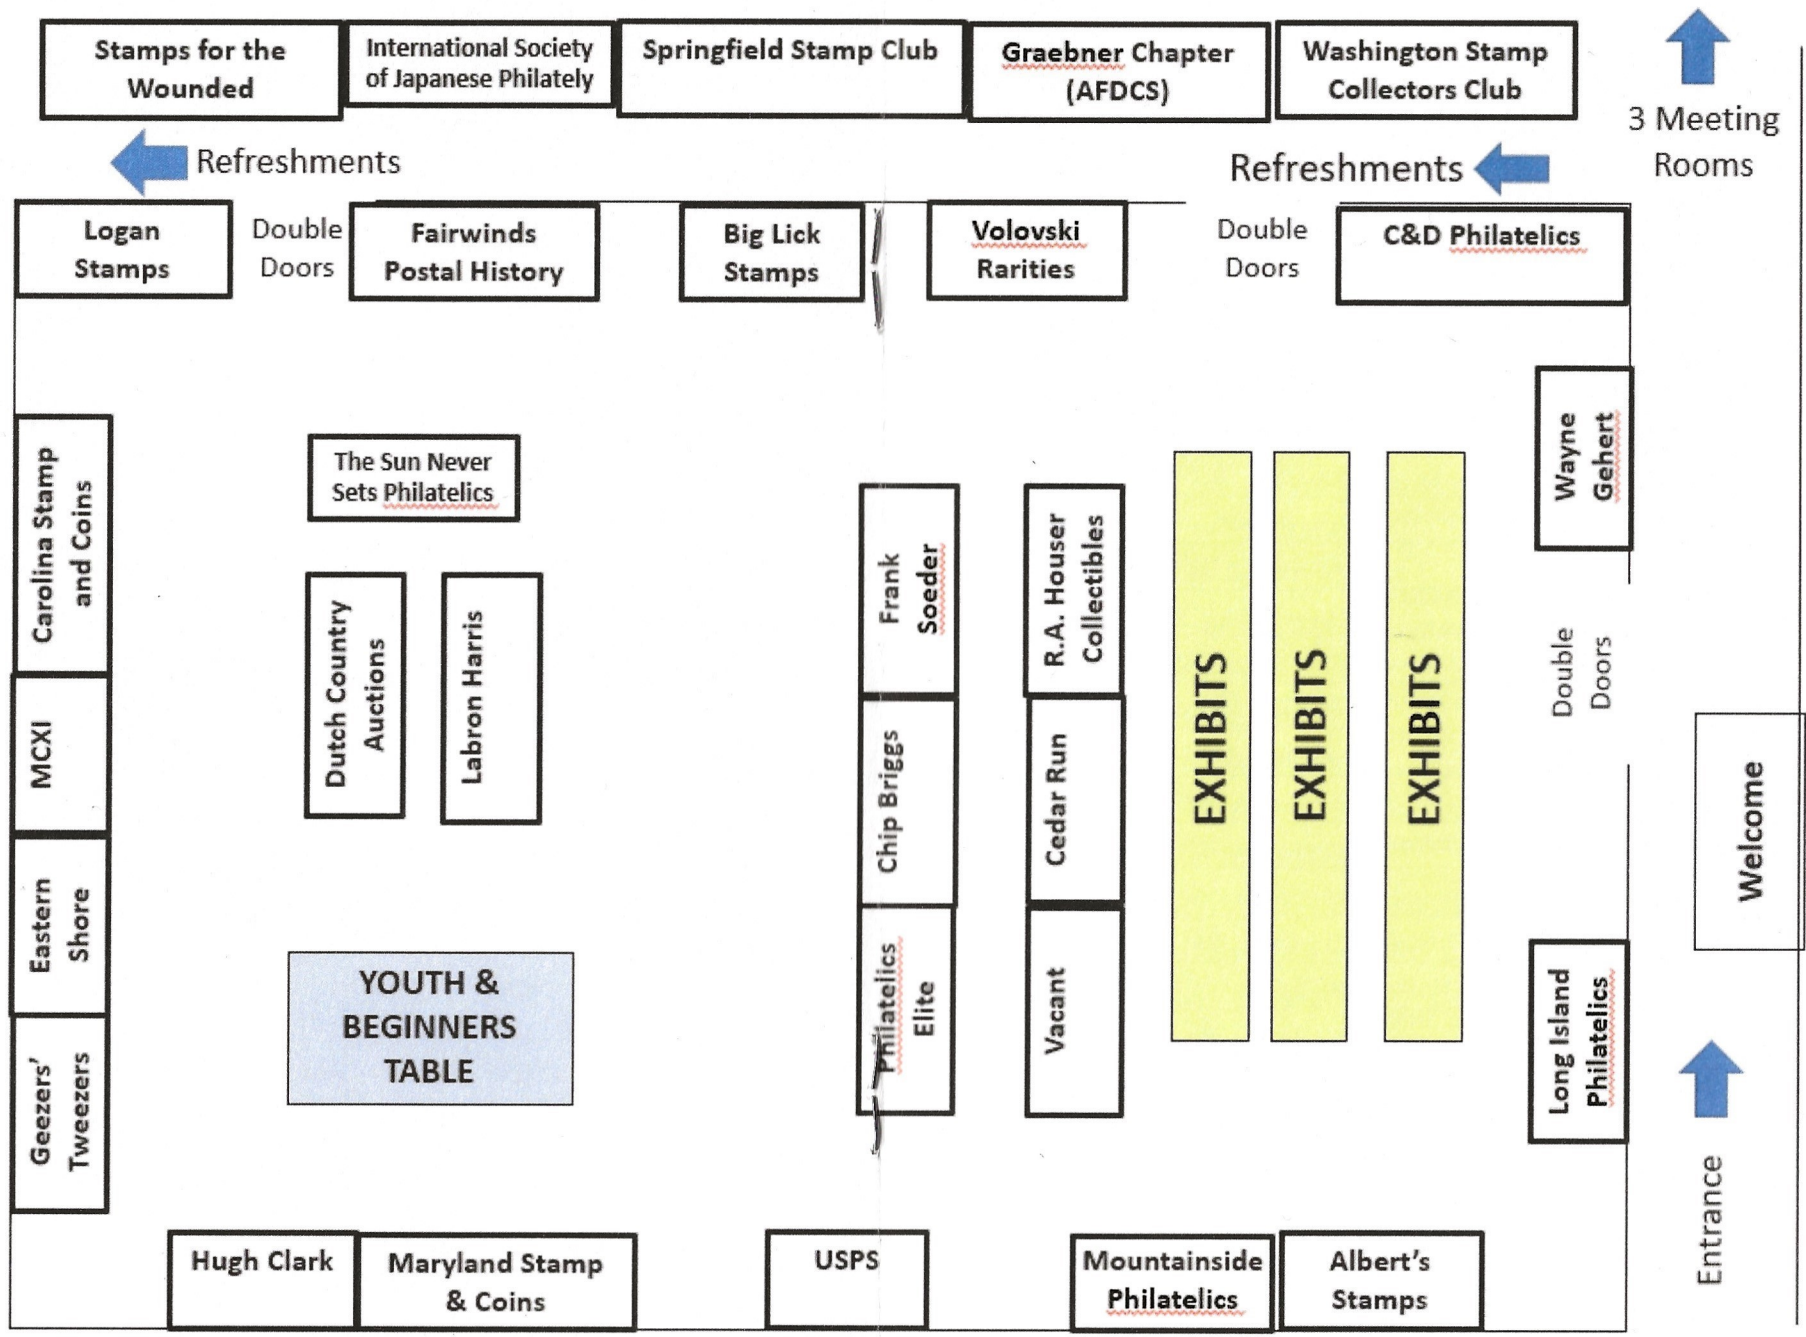 Stamps for the
Wounded
International Society
of Japanese Philately
Springfield Stamp Club
Graebner Chapter
(AFDCS)
Washington Stamp
Collectors Club
3 Meeting
Rooms
Refreshments
Refreshments
Logan
Stamps
Double
Doors
Fairwinds
Postal History
Big Lick
Stamps
Volovski
Rarities
Double
Doors
C&D Philatelics
Carolina Stamp
and Coins
MCXI
Eastern
Shore
Geezers’
Tweezers
The Sun Never
Sets Philatelics
Dutch Country
Auctions
Labron Harris
YOUTH &
BEGINNERS
TABLE
Frank
Soeder
Chip Briggs
Philatelics
Elite
R.A. Houser
Collectibles
Cedar Run
Vacant
EXHIBITS
EXHIBITS
EXHIBITS
Wayne
Gehert
Double
Doors
Long Island
Philatelics
Welcome
Entrance
Hugh Clark
Maryland Stamp
& Coins
USPS
Mountainside
Philatelics
Albert’s
Stamps